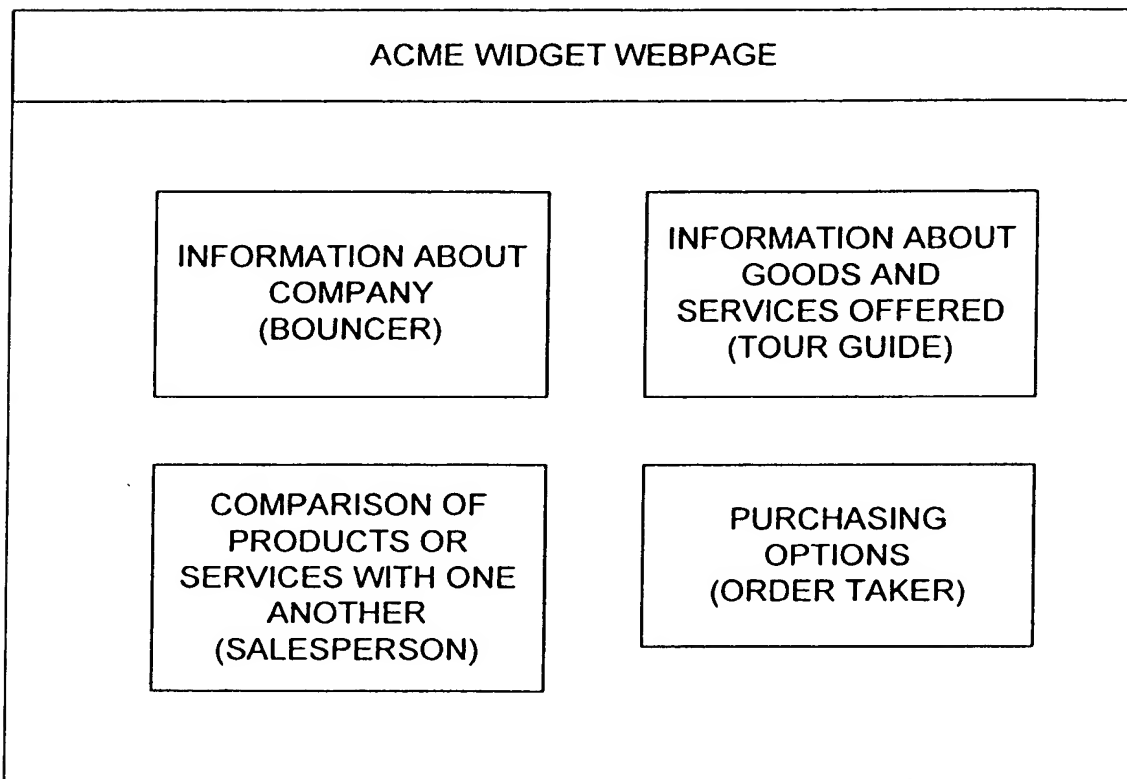 ACME WIDGET WEBPAGE
INFORMATION ABOUT
COMPANY
(BOUNCER)
INFORMATION ABOUT
GOODS AND
SERVICES OFFERED
(TOUR GUIDE)
COMPARISON OF
PRODUCTS OR
SERVICES WITH ONE
ANOTHER
(SALESPERSON)
PURCHASING
OPTIONS
(ORDER TAKER)